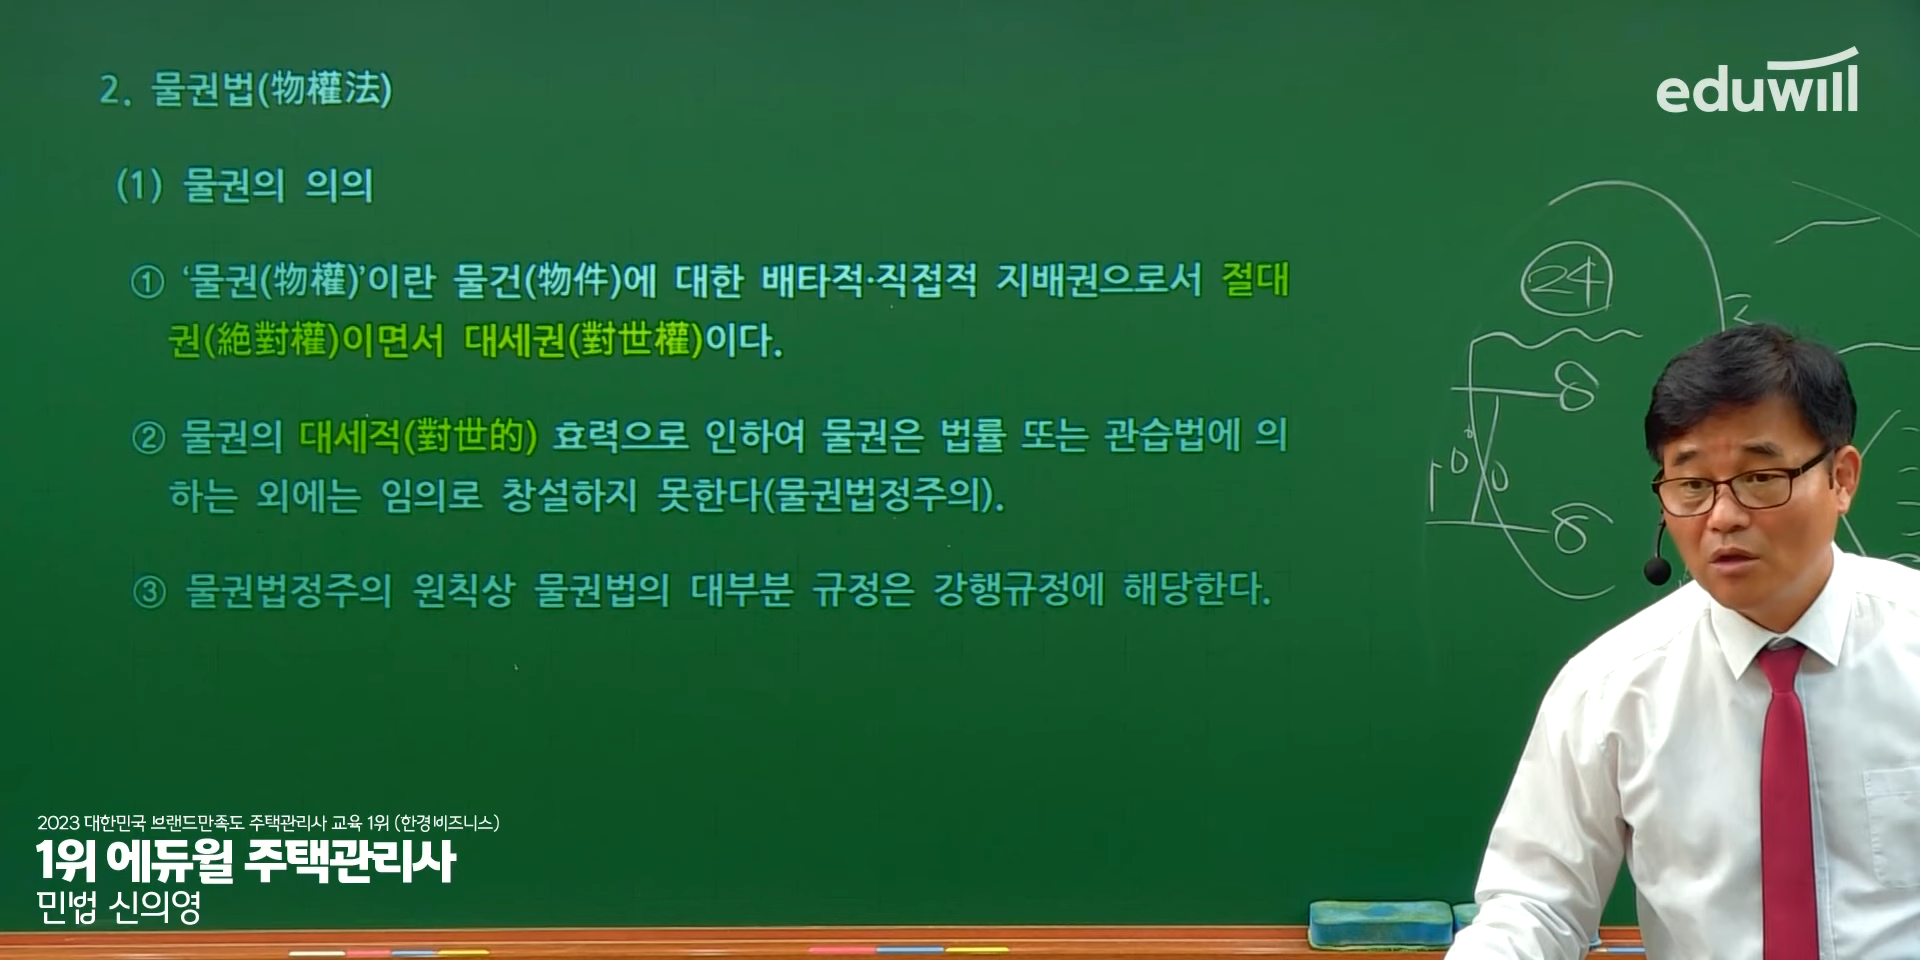 2. 물권법(物權法)
(1) 물권의 의의
① ‘물권(物權)’이란 물건(物件)에 대한 배타적·직접적 지배권으로서 절대
권(絶對權)이면서 대세권(對世權)이다.
② 물권의 대세적(對世的) 효력으로 인하여 물권은 법률 또는 관습법에 의
하는 외에는 임의로 창설하지 못한다(물권법정주의).
③ 물권법정주의 원칙상 물권법의 대부분 규정은 강행규정에 해당한다.
eduwill
24
8
8
2023 대한민국 브랜드만족도 주택관리사 교육 1위 (한경비즈니스)
1위 에듀윌 주택관리사
민법 신의영